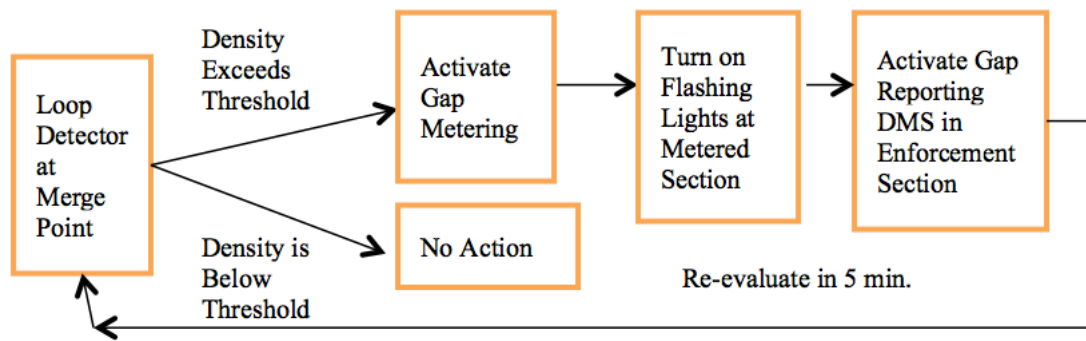 Loop
Detector
at
Merge
Point
Density
Exceeds
Threshold
Density is
Below
Threshold
Activate
Gap
Metering
No Action
Turn on
Flashing
Lights at
Metered
Section
Activate Gap
Reporting
DMS in
Enforcement
Section
Re-evaluate in 5 min.